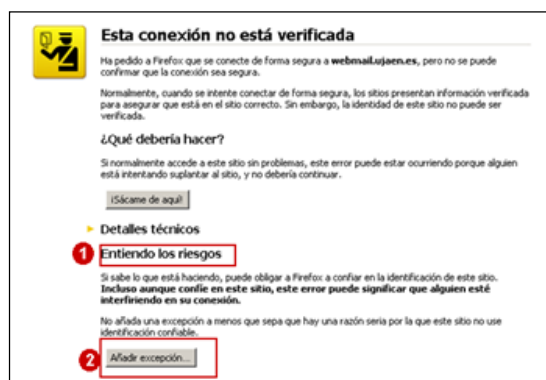 Esta conexión no está verificada
Ha pedido a Firefox que se conecte de forma segura a webmail.ujaen.es, pero no se puede
confirmar que la conexión sea segura.
Normalmente, cuando se intente conectar de forma segura, los sitios presentan información verificada
para asegurar que está en el sitio correcto. Sin embargo, la identidad de este sitio no puede ser
verificada.
¿Qué debería hacer?
Si normalmente accede a este sitio sin problemas, este error puede estar ocurriendo porque alguien
está intentando suplantar al sitio, y no debería continuar.
¡Sácame de aquí!
Detalles técnicos
1 Entiendo los riesgos
Si sabe lo que está haciendo, puede obligar a Firefox a confiar en la identificación de este sitio.
Incluso aunque confíe en este sitio, este error puede significar que alguien esté
interfiriendo en su conexión.
No añada una excepción a menos que sepa que hay una razón seria por la que este sitio no use
identificación confiable.
2 Añadir excepción...